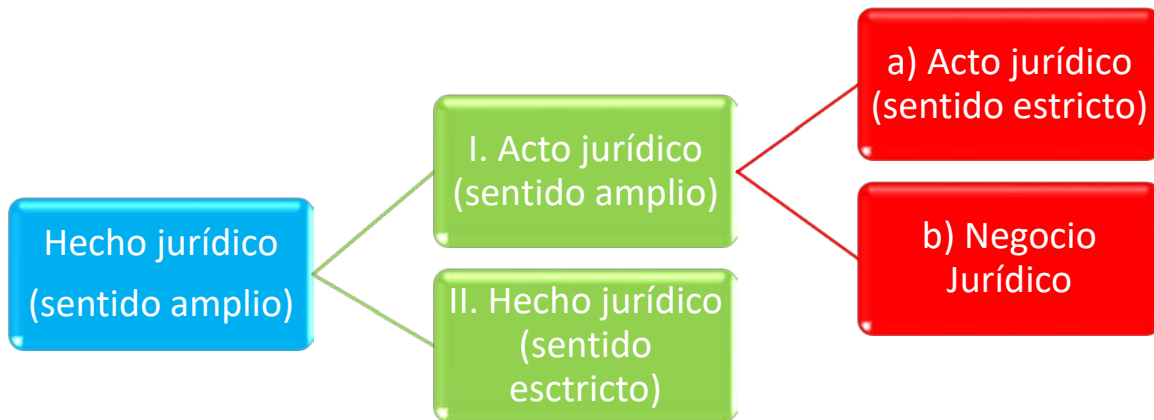 Hecho jurídico
(sentido amplio)
I. Acto jurídico
(sentido amplio)
II. Hecho jurídico
(sentido
esctricto)
a) Acto jurídico
(sentido estricto)
b) Negocio
Jurídico